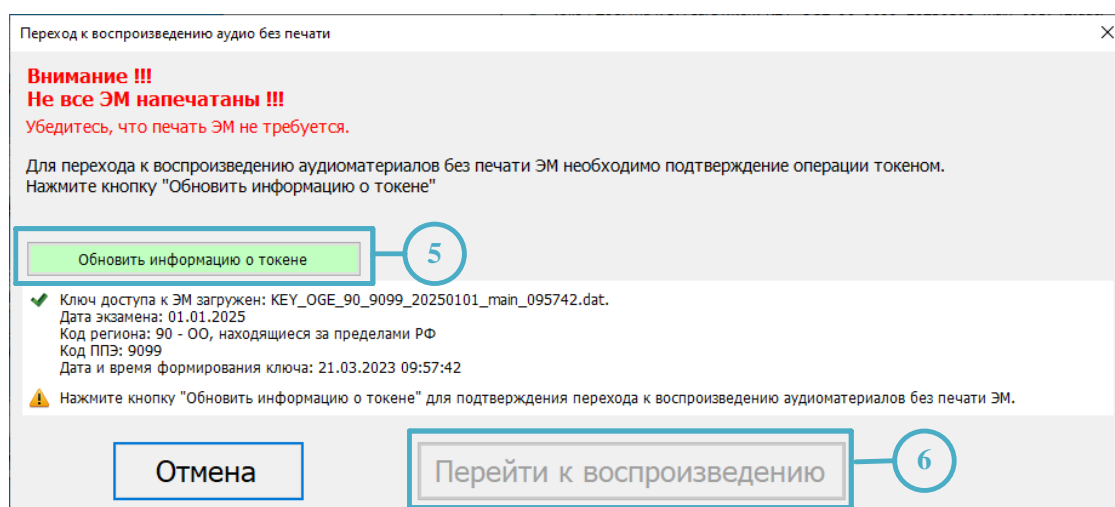 Переход к воспроизведению аудио без печати
Внимание !!!
Не все ЭМ напечатаны !!!
Убедитесь, что печать ЭМ не требуется.
Для перехода к воспроизведению аудиоматериалов без печати ЭМ необходимо подтверждение операции токеном.
Нажмите кнопку "Обновить информацию о токене"
Обновить информацию о токене
5
Ключ доступа к ЭМ загружен: KEY_OGE_90_9099_20250101_main_095742.dat.
Дата экзамена: 01.01.2025
Код региона: 90 - ОО, находящиеся за пределами РФ
Код ППЭ: 9099
Дата и время формирования ключа: 21.03.2023 09:57:42
Нажмите кнопку "Обновить информацию о токене" для подтверждения перехода к воспроизведению аудиоматериалов без печати ЭМ.
Отмена
Перейти к воспроизведению
6